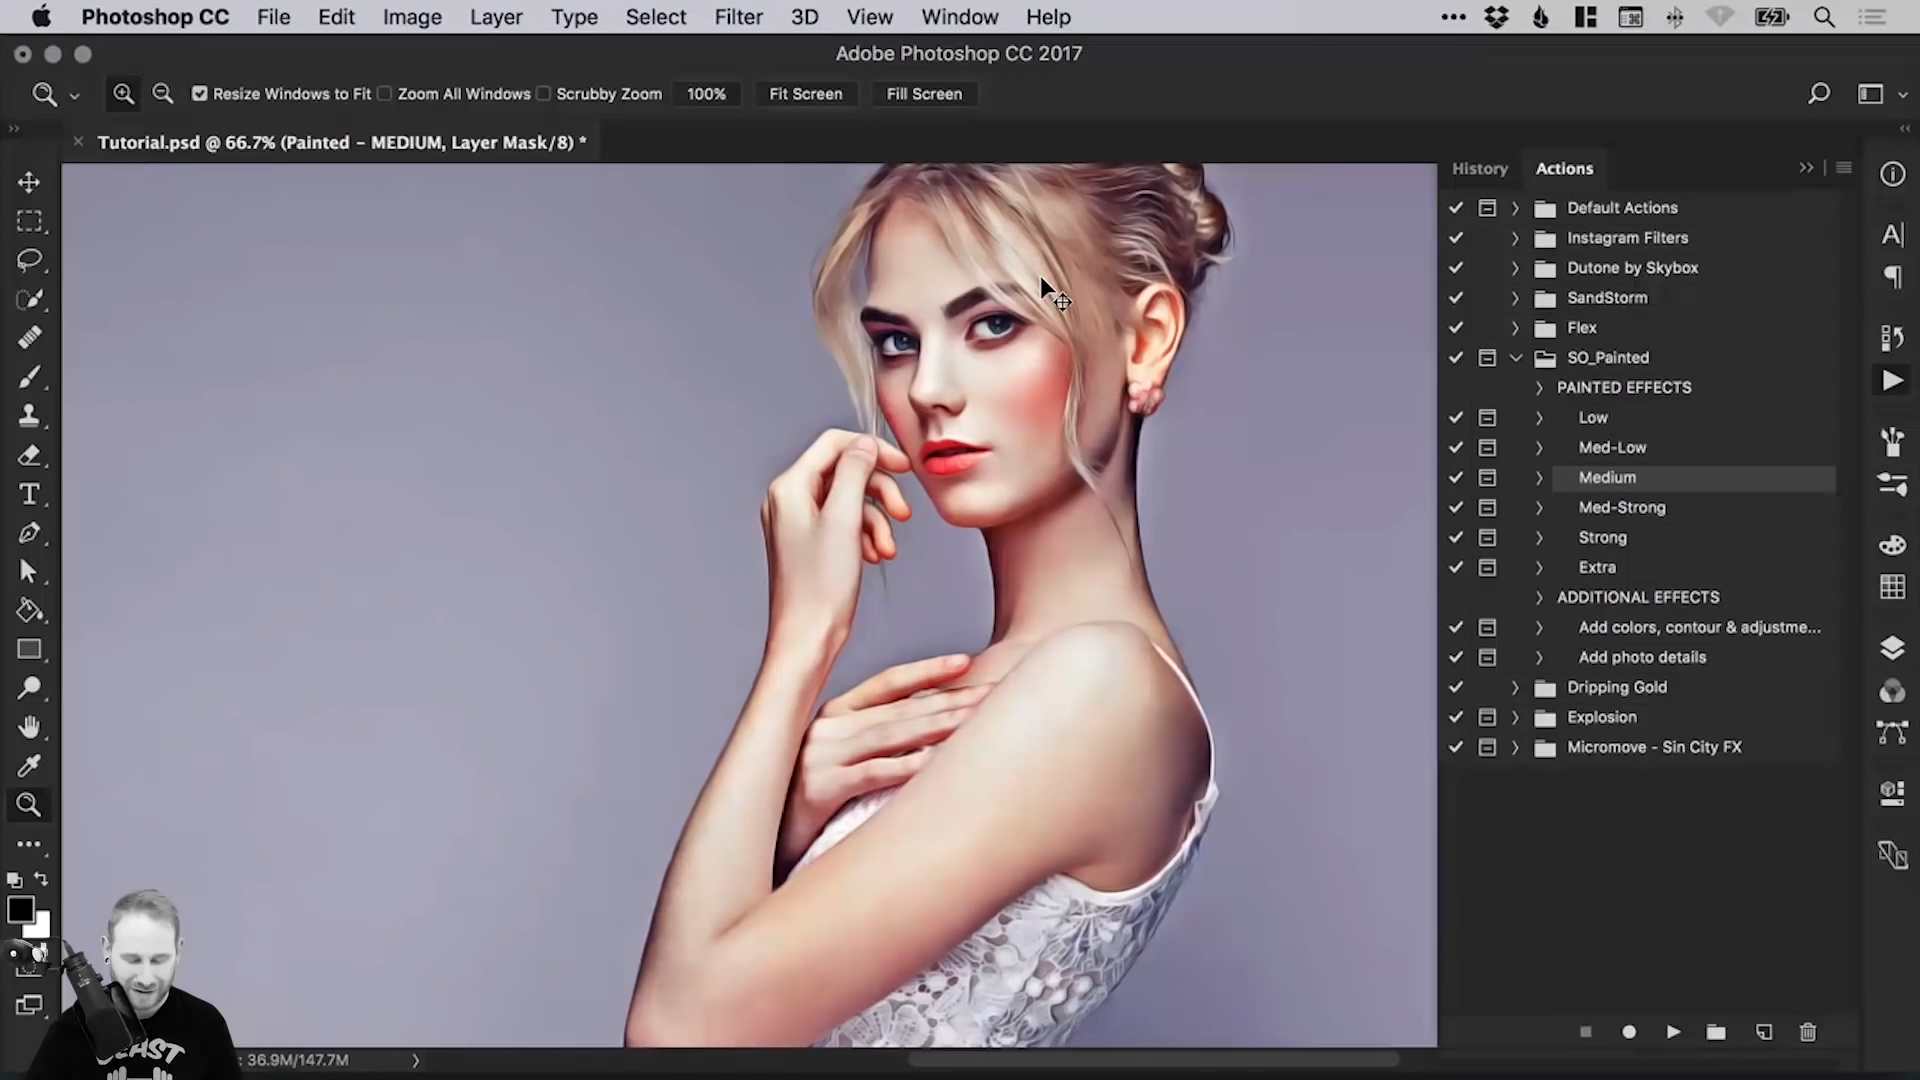 Photoshop CC File Edit Image Layer Type Select Filter 3D View Window Help
Adobe Photoshop CC 2017
Resize Windows to Fit Zoom All Windows Scrubby Zoom 100% Fit Screen Fill Screen
Tutorial.psd @ 66.7% (Painted - MEDIUM, Layer Mask/8) *
History Actions
Default Actions
Instagram Filters
Dutone by Skybox
SandStorm
Flex
SO_Painted
PAINTED EFFECTS
Low
Med-Low
Medium
Med-Strong
Strong
Extra
ADDITIONAL EFFECTS
Add colors, contour & adjustme...
Add photo details
Dripping Gold
Explosion
Micromove - Sin City FX
: 36.9M/147.7M